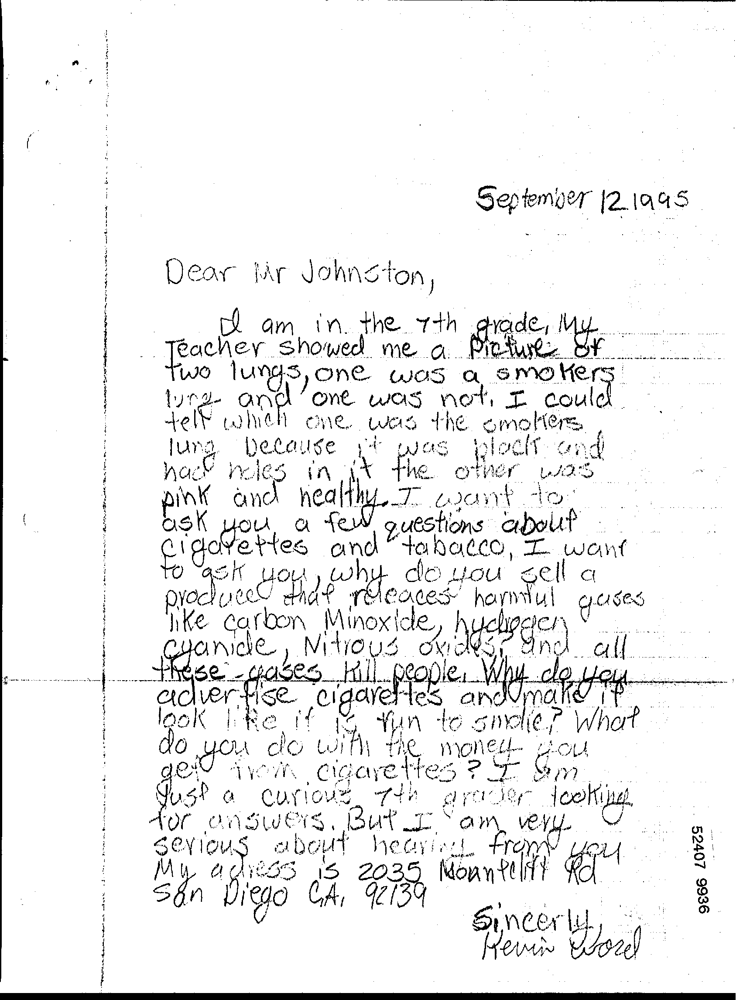 September 12 1995
Dear Mr Johnston,
I am in the 7th grade, My
Teacher showed me a Picture of
two lungs, one was a smokers
lung and one was not. I could
tell which one was the smokers
lung because it was black and
had holes in it the other was
pink and healthy. I want to
ask you a few questions about
cigarettes and tabacco, I want
to ask you, why do you sell a
producet that releaces harmful gases
like carbon Minoxide, hydrogen
cyanide, Nitrous oxides, and all
these gases kill people. Why do you
advertise cigarettes and make it
look like it is fun to smoke? What
do you do with the money you
get from cigarettes? I am
Just a curious 7th grader looking
for answers. But I am very
serious about hearing from you
My adress is 2035 Mountcliff Rd
San Diego CA, 92139
Sincerly,
Kevin Word
52407 9936